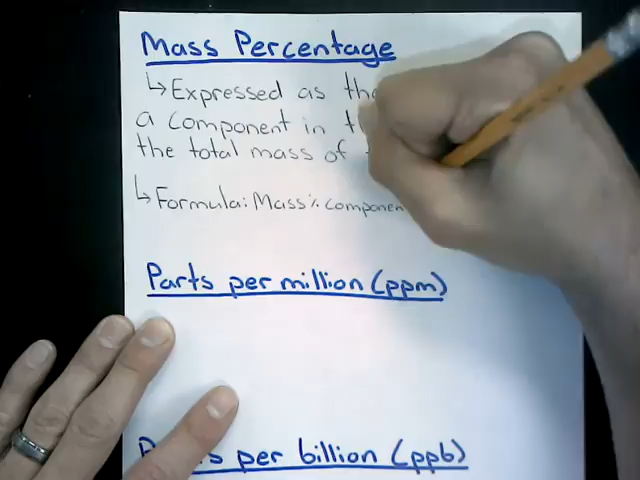 Mass Percentage
↳Expressed as the
a component in
the total mass of
↳Formula: Mass % componen
Parts per million (ppm)
per billion (ppb)